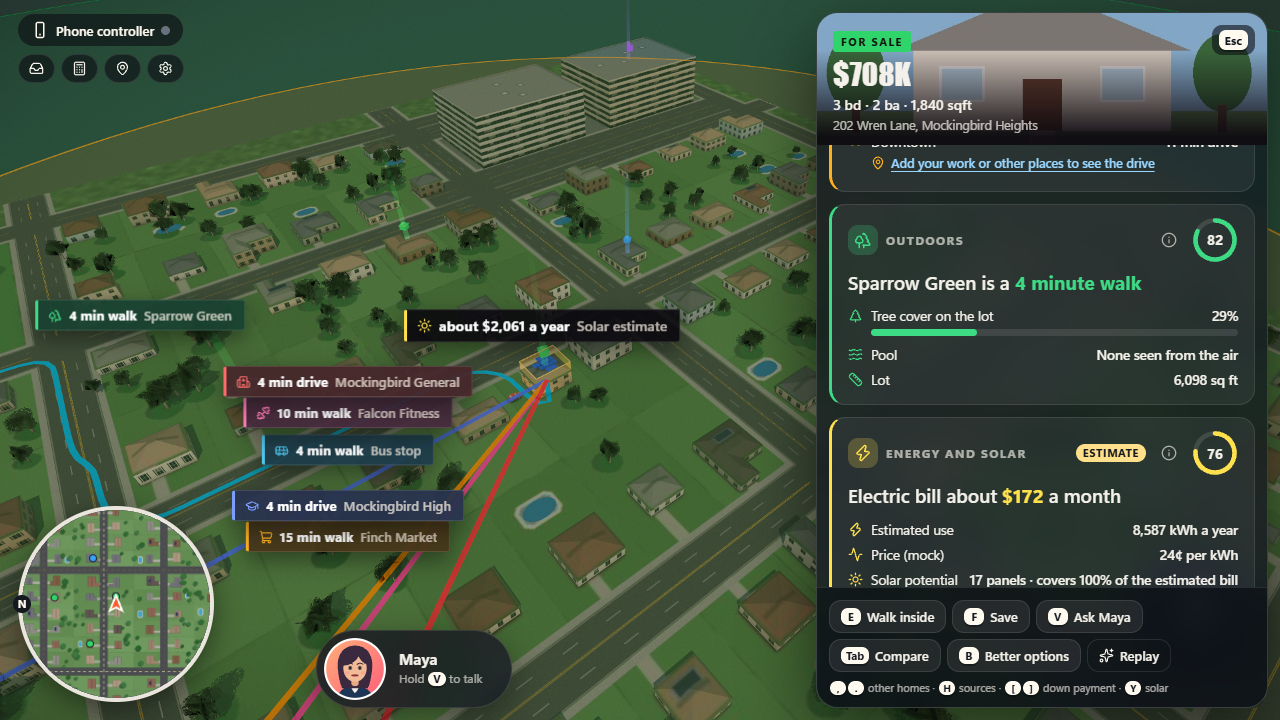 Phone controller
FOR SALE
Esc
$708K
3 bd · 2 ba · 1,840 sqft
202 Wren Lane, Mockingbird Heights
Add your work or other places to see the drive
OUTDOORS
82
Sparrow Green is a 4 minute walk
Tree cover on the lot 29%
Pool None seen from the air
Lot 6,098 sq ft
ENERGY AND SOLAR ESTIMATE 76
Electric bill about $172 a month
Estimated use 8,587 kWh a year
Price (mock) 24¢ per kWh
Solar potential 17 panels · covers 100% of the estimated bill
E Walk inside
F Save
V Ask Maya
Tab Compare
B Better options
Replay
, . other homes · H sources · [ ] down payment · Y solar
4 min walk Sparrow Green
about $2,061 a year Solar estimate
4 min drive Mockingbird General
10 min walk Falcon Fitness
4 min walk Bus stop
4 min drive Mockingbird High
15 min walk Finch Market
N
Maya
Hold V to talk